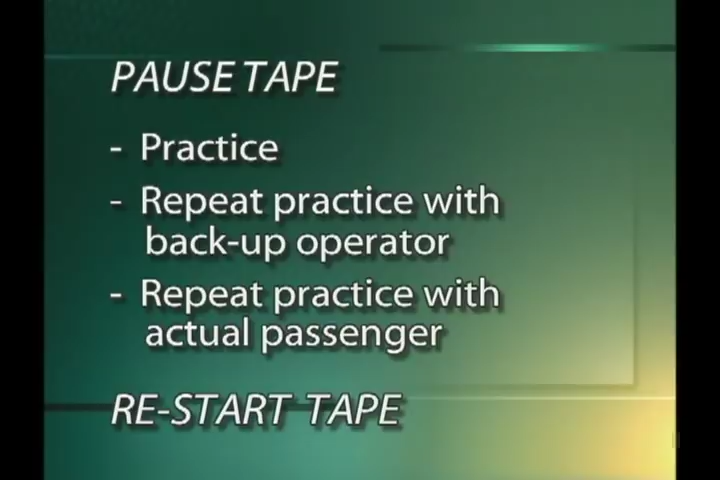 PAUSE TAPE
- Practice
- Repeat practice with
back-up operator
- Repeat practice with
actual passenger
RE-START TAPE